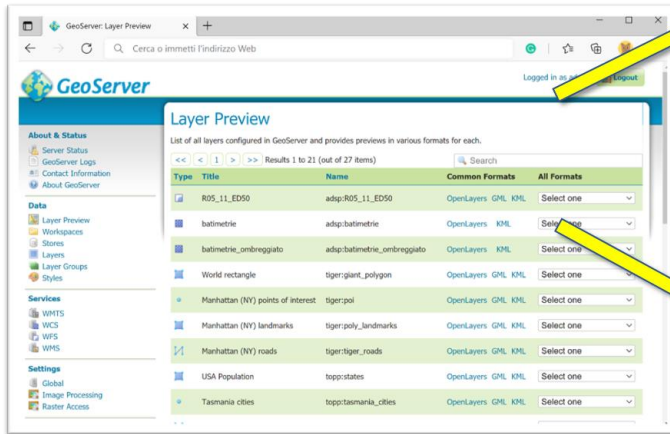 GeoServer: Layer Preview
Cerca o immetti l'indirizzo Web
GeoServer
Logged in as
Logout
About & Status
Server Status
GeoServer Logs
Contact Information
About GeoServer
Data
Layer Preview
Workspaces
Stores
Layers
Layer Groups
Styles
Services
WMTS
WCS
WFS
WMS
Settings
Global
Image Processing
Raster Access
Layer Preview
List of all layers configured in GeoServer and provides previews in various formats for each.
<< < 1 > >> Results 1 to 21 (out of 27 items) Search
Type Title Name Common Formats All Formats
R05_11_ED50 adsp:R05_11_ED50 OpenLayers GML KML Select one
batimetrie adsp:batimetrie OpenLayers KML Select one
batimetrie_ombreggiato adsp:batimetrie_ombreggiato OpenLayers KML Select one
World rectangle tiger:giant_polygon OpenLayers GML KML Select one
Manhattan (NY) points of interest tiger:poi OpenLayers GML KML Select one
Manhattan (NY) landmarks tiger:poly_landmarks OpenLayers GML KML Select one
Manhattan (NY) roads tiger:tiger_roads OpenLayers GML KML Select one
USA Population topp:states OpenLayers GML KML Select one
Tasmania cities topp:tasmania_cities OpenLayers GML KML Select one